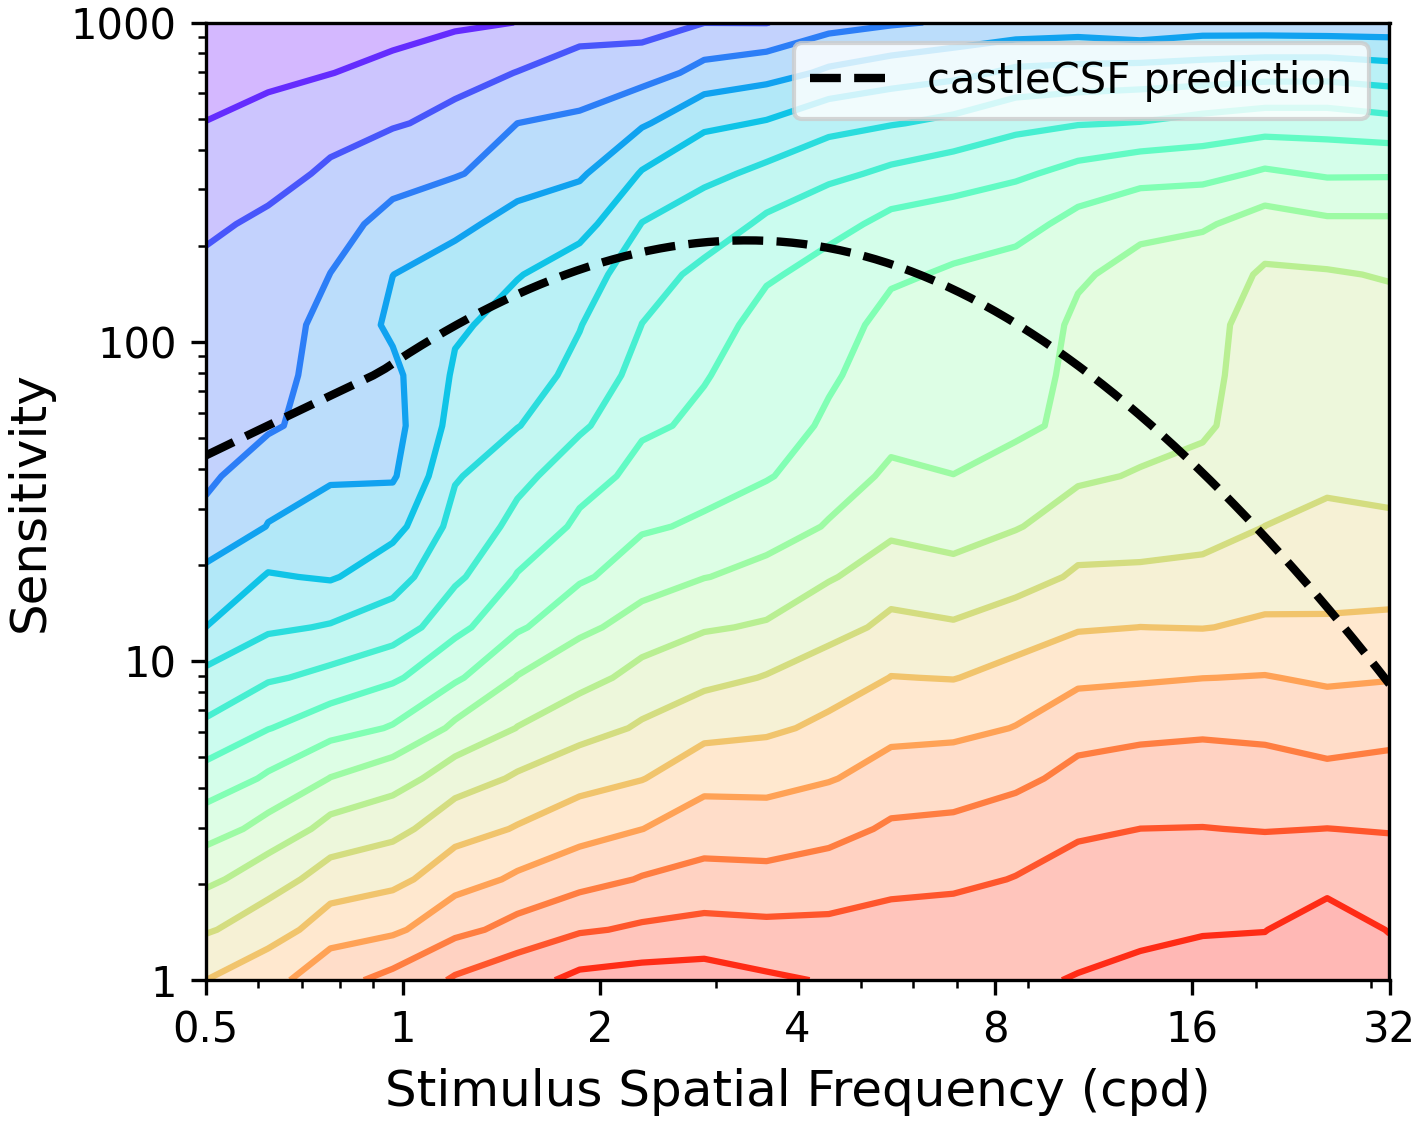 1000
100
10
1
Sensitivity
castleCSF prediction
0.5 1 2 4 8 16 32
Stimulus Spatial Frequency (cpd)